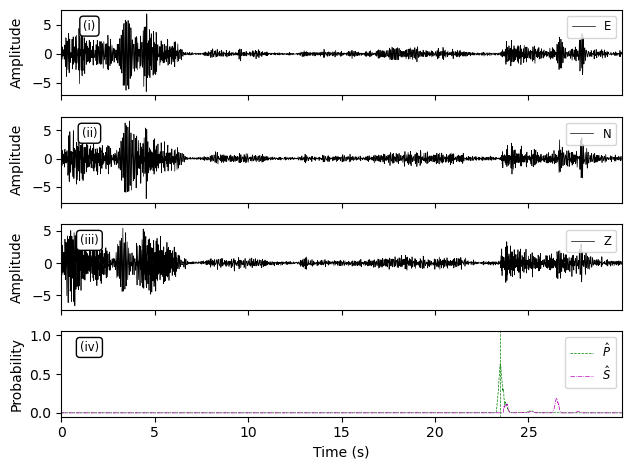 5
0
−5
Amplitude
(i)
E
5
0
−5
Amplitude
(ii)
N
5
0
−5
Amplitude
(iii)
Z
1.0
0.5
0.0
Probability
(iv)
P̂
Ŝ
0 5 10 15 20 25
Time (s)